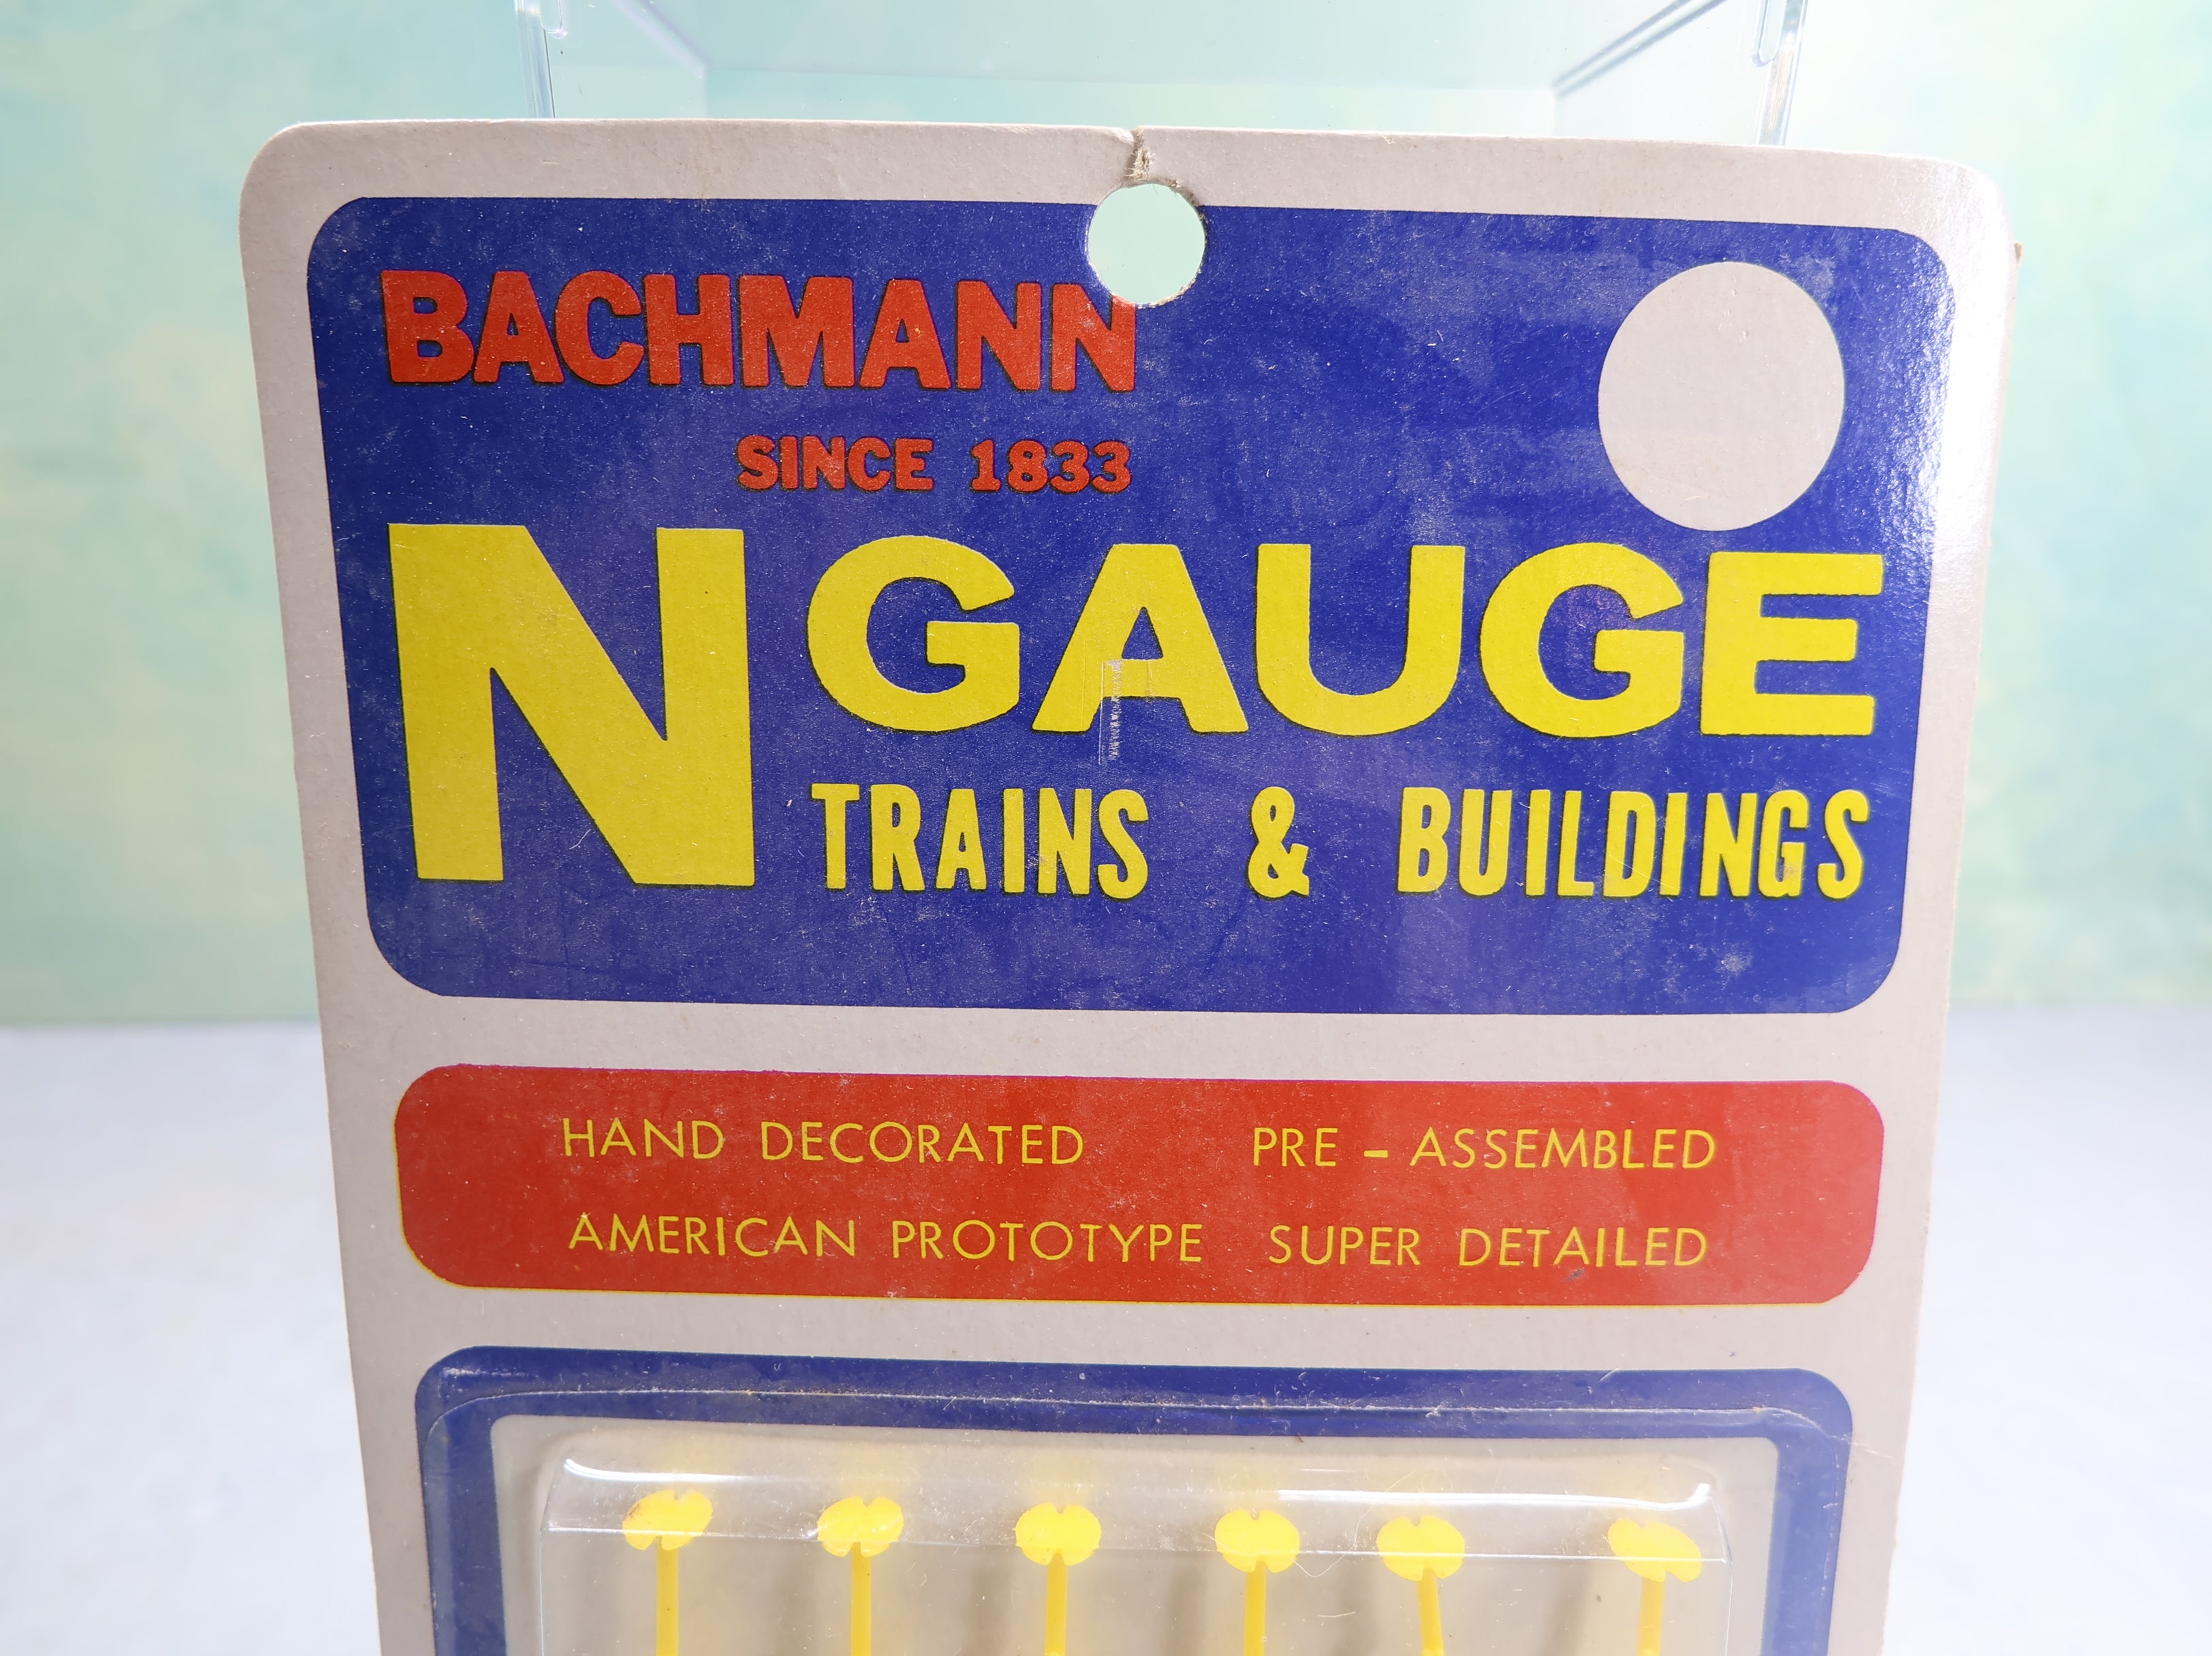 BACHMANN
SINCE 1833
N GAUGE
TRAINS & BUILDINGS
HAND DECORATED PRE - ASSEMBLED
AMERICAN PROTOTYPE SUPER DETAILED